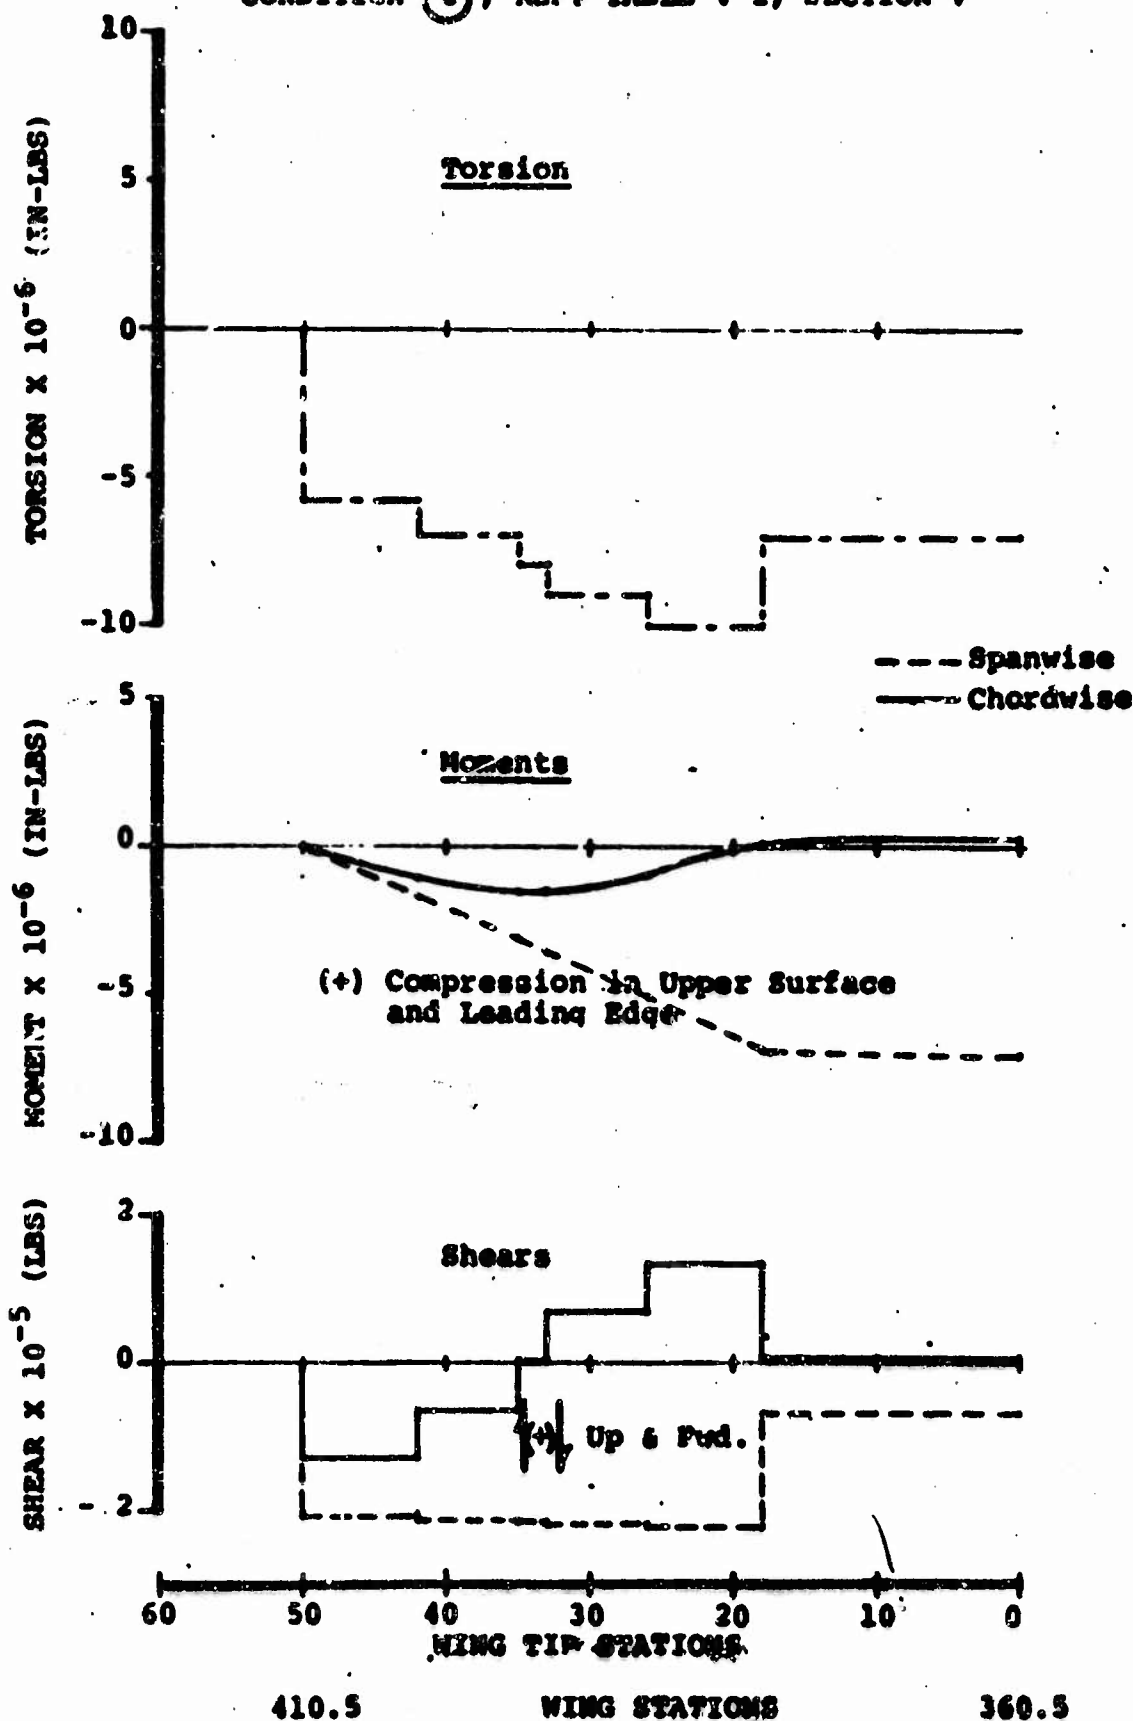 10
5
0
-5
-10
TORSION X 10⁻⁶ (IN-LBS)
Torsion
Spanwise
Chordwise
5
0
-5
-10
MOMENT X 10⁻⁶ (IN-LBS)
Moments
(+) Compression in Upper Surface
and Leading Edge
2
0
- 2
SHEAR X 10⁻⁵ (LBS)
Shears
(+) Up & Fwd.
60 50 40 30 20 10 0
WING TIP STATIONS
410.5 WING STATIONS 360.5